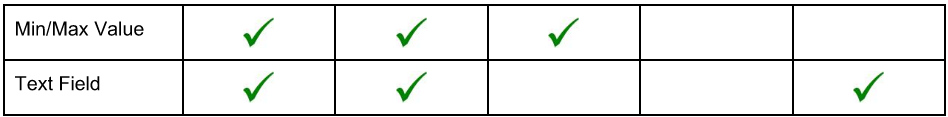 Min/Max Value ✓ ✓ ✓
Text Field ✓ ✓ ✓